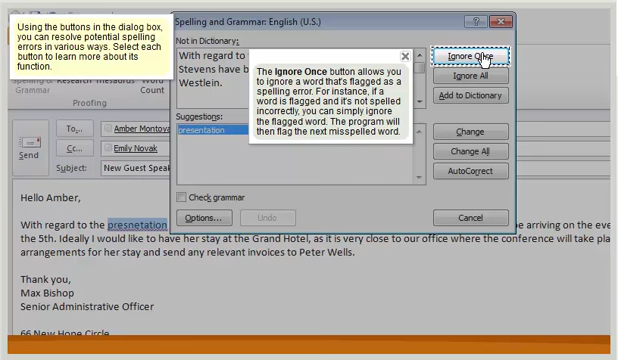 Using the buttons in the dialog box,
you can resolve potential spelling
errors in various ways. Select each
button to learn more about its
function.
Spelling & Research Thesaurus Word
Grammar Count
Proofing
Send
To... Amber Montoya
Cc... Emily Novak
Subject: New Guest Speak
Spelling and Grammar: English (U.S.)
Not in Dictionary:
With regard to
Stevens have b
Westlein.
Suggestions:
presentation
Check grammar
Options...
Undo
Ignore Once
Ignore All
Add to Dictionary
Change
Change All
AutoCorrect
Cancel
The Ignore Once button allows you
to ignore a word that's flagged as a
spelling error. For instance, if a
word is flagged and it's not spelled
incorrectly, you can simply ignore
the flagged word. The program will
then flag the next misspelled word.
Hello Amber,
With regard to the presnetation be arriving on the eve
the 5th. Ideally I would like to have her stay at the Grand Hotel, as it is very close to our office where the conference will take pla
arrangements for her stay and send any relevant invoices to Peter Wells.
Thank you,
Max Bishop
Senior Administrative Officer
66 New Hope Circle